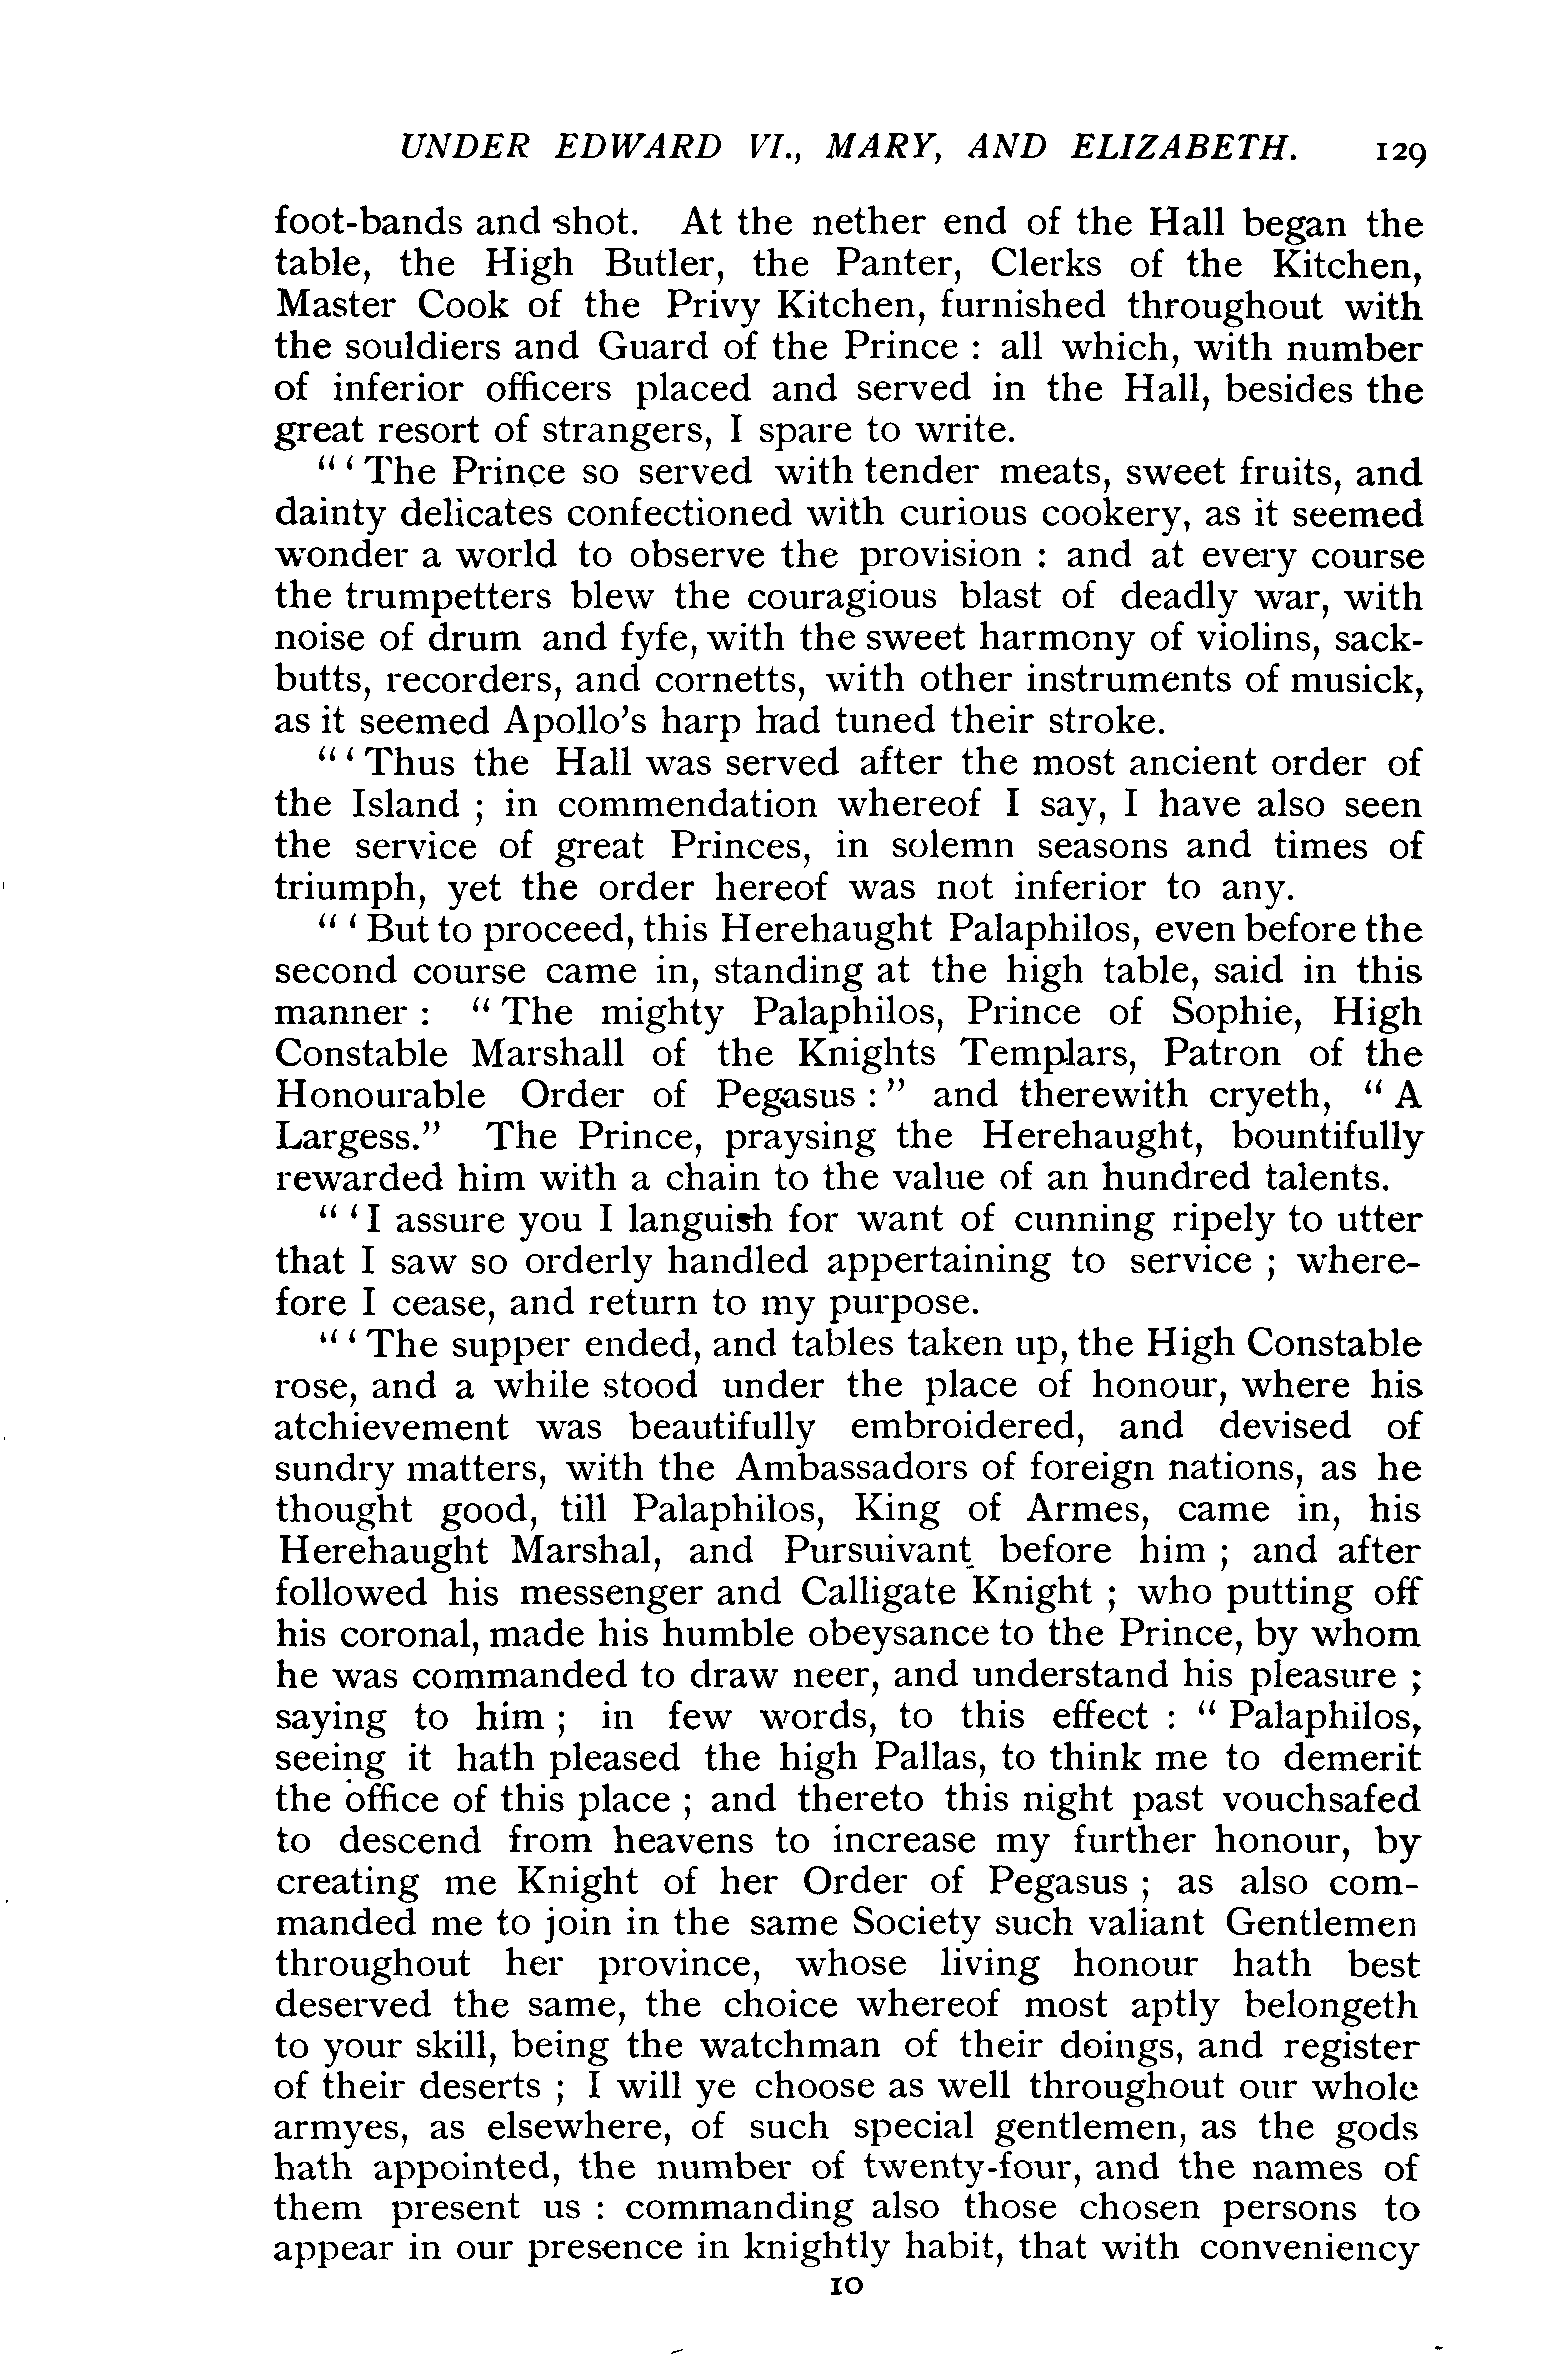 UNDER EDWARD VI., MARY, AND ELIZABETH. 129
foot-bands and shot. At the nether end of the Hall began the
table, the High Butler, the Panter, Clerks of the Kitchen,
Master Cook of the Privy Kitchen, furnished throughout with
the souldiers and Guard of the Prince : all which, with number
of inferior officers placed and served in the Hall, besides the
great resort of strangers, I spare to write.
“ ‘ The Prince so served with tender meats, sweet fruits, and
dainty delicates confectioned with curious cookery, as it seemed
wonder a world to observe the provision : and at every course
the trumpetters blew the couragious blast of deadly war, with
noise of drum and fyfe, with the sweet harmony of violins, sack-
butts, recorders, and cornetts, with other instruments of musick,
as it seemed Apollo’s harp had tuned their stroke.
“ ‘ Thus the Hall was served after the most ancient order of
the Island ; in commendation whereof I say, I have also seen
the service of great Princes, in solemn seasons and times of
triumph, yet the order hereof was not inferior to any.
“ ‘ But to proceed, this Herehaught Palaphilos, even before the
second course came in, standing at the high table, said in this
manner : “ The mighty Palaphilos, Prince of Sophie, High
Constable Marshall of the Knights Templars, Patron of the
Honourable Order of Pegasus : ” and therewith cryeth, “ A
Largess.” The Prince, praysing the Herehaught, bountifully
rewarded him with a chain to the value of an hundred talents.
“ ‘ I assure you I languish for want of cunning ripely to utter
that I saw so orderly handled appertaining to service ; where-
fore I cease, and return to my purpose.
“ ‘ The supper ended, and tables taken up, the High Constable
rose, and a while stood under the place of honour, where his
atchievement was beautifully embroidered, and devised of
sundry matters, with the Ambassadors of foreign nations, as he
thought good, till Palaphilos, King of Armes, came in, his
Herehaught Marshal, and Pursuivant before him ; and after
followed his messenger and Calligate Knight ; who putting off
his coronal, made his humble obeysance to the Prince, by whom
he was commanded to draw neer, and understand his pleasure ;
saying to him ; in few words, to this effect : “ Palaphilos,
seeing it hath pleased the high Pallas, to think me to demerit
the office of this place ; and thereto this night past vouchsafed
to descend from heavens to increase my further honour, by
creating me Knight of her Order of Pegasus ; as also com-
manded me to join in the same Society such valiant Gentlemen
throughout her province, whose living honour hath best
deserved the same, the choice whereof most aptly belongeth
to your skill, being the watchman of their doings, and register
of their deserts ; I will ye choose as well throughout our whole
armyes, as elsewhere, of such special gentlemen, as the gods
hath appointed, the number of twenty-four, and the names of
them present us : commanding also those chosen persons to
appear in our presence in knightly habit, that with conveniency
10